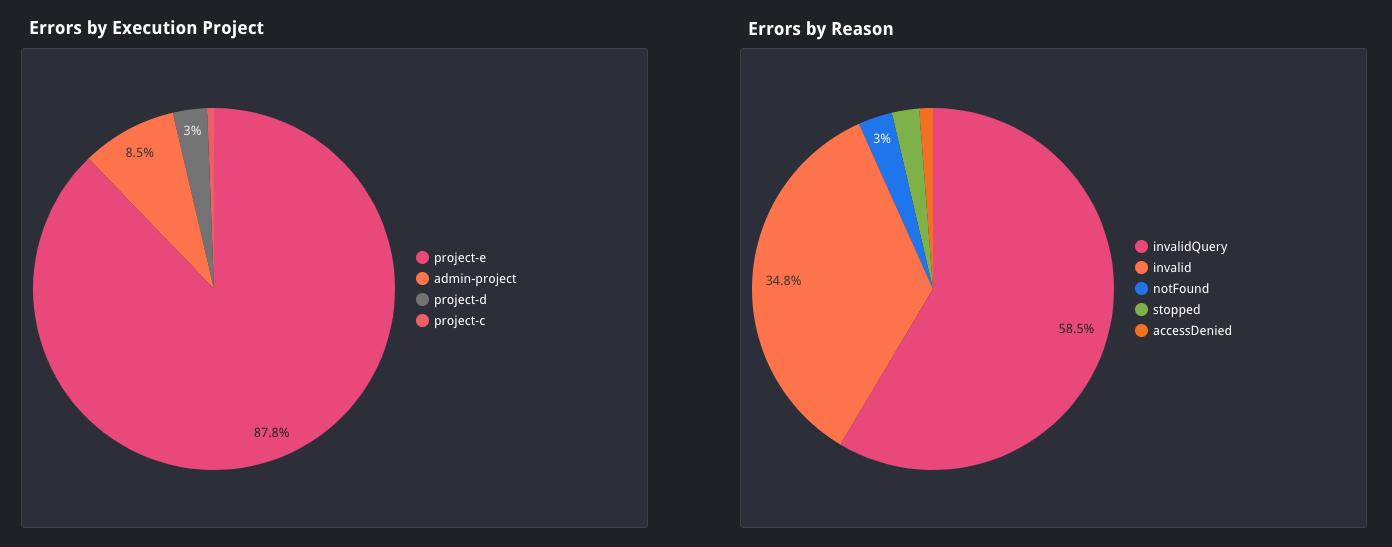 Errors by Execution Project
3%
8.5%
87.8%
project-e
admin-project
project-d
project-c
Errors by Reason
3%
34.8%
58.5%
invalidQuery
invalid
notFound
stopped
accessDenied